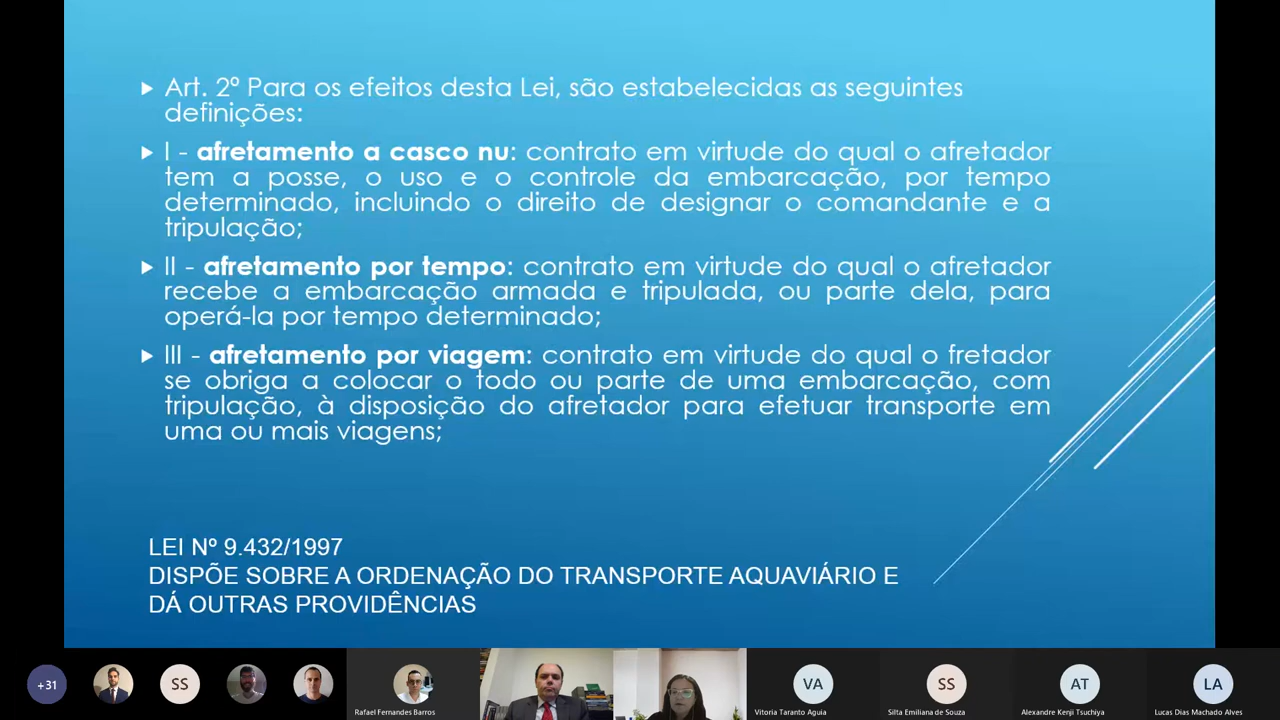 Art. 2º Para os efeitos desta Lei, são estabelecidas as seguintes
definições:
I - afretamento a casco nu: contrato em virtude do qual o afretador
tem a posse, o uso e o controle da embarcação, por tempo
determinado, incluindo o direito de designar o comandante e a
tripulação;
II - afretamento por tempo: contrato em virtude do qual o afretador
recebe a embarcação armada e tripulada, ou parte dela, para
operá-la por tempo determinado;
III - afretamento por viagem: contrato em virtude do qual o fretador
se obriga a colocar o todo ou parte de uma embarcação, com
tripulação, à disposição do afretador para efetuar transporte em
uma ou mais viagens;
LEI Nº 9.432/1997
DISPÕE SOBRE A ORDENAÇÃO DO TRANSPORTE AQUAVIÁRIO E
DÁ OUTRAS PROVIDÊNCIAS
+31
SS
VA
SS
AT
LA
Rafael Fernandes Barros
Vitoria Taranto Aguia
Silta Emiliana de Souza
Alexandre Kenji Tsuchiya
Lucas Dias Machado Alves